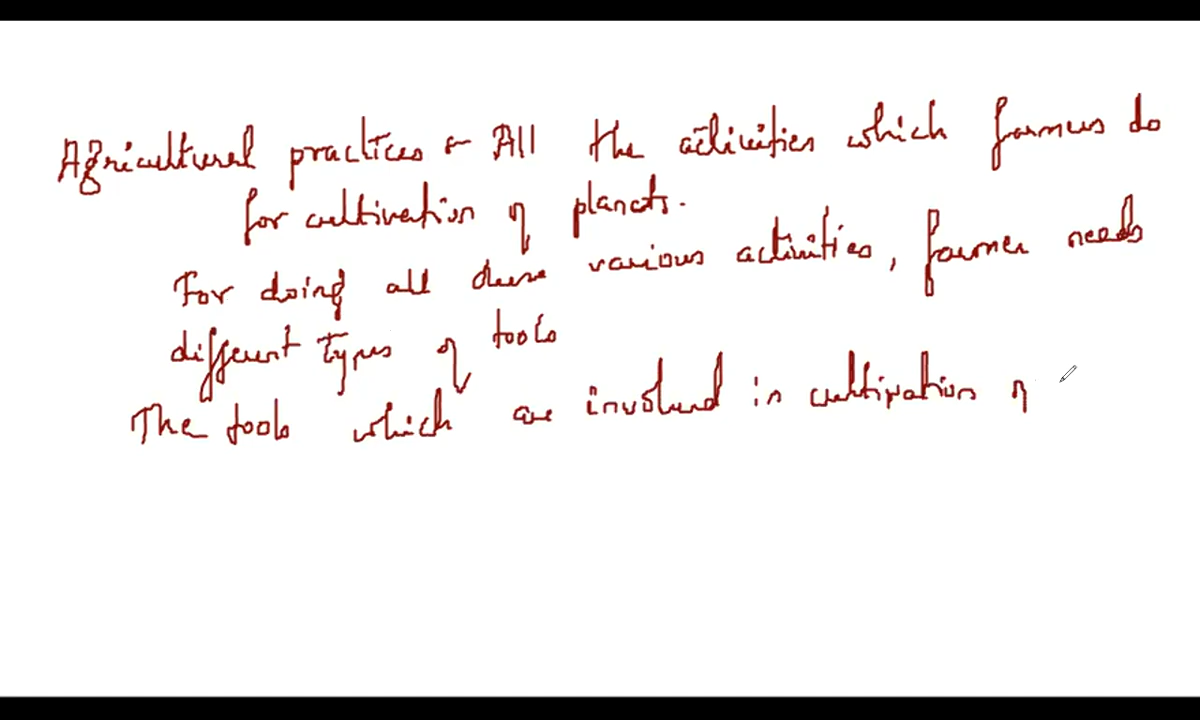 Agricultural practices :- All the activities which farmers do
for cultivation of planats.
For doing all these various activities, farmer needs
different types of tools
The tools which are involved in cultivation of